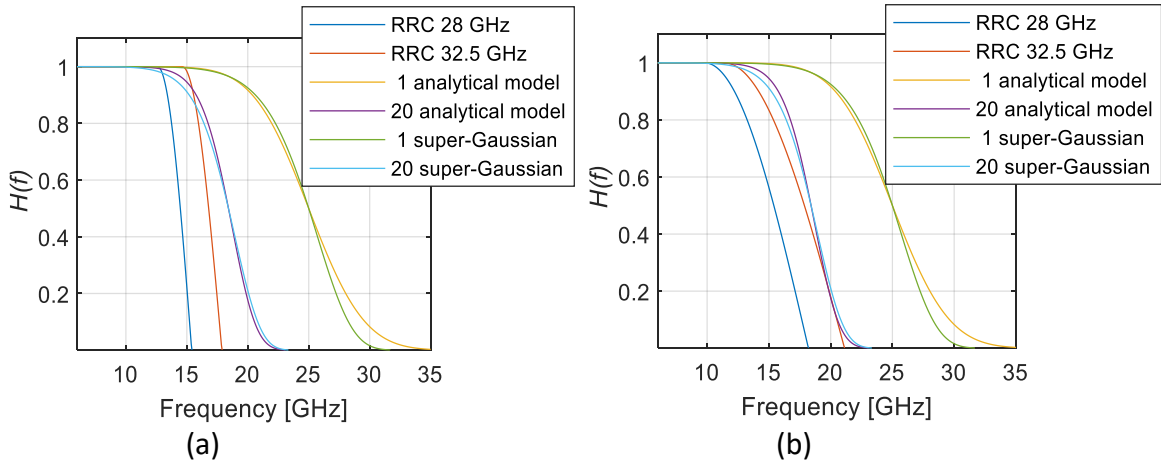 RRC 28 GHz
RRC 32.5 GHz
1 analytical model
20 analytical model
1 super-Gaussian
20 super-Gaussian
H(f)
1
0.8
0.6
0.4
0.2
10 15 20 25 30 35
Frequency [GHz]
(a)
RRC 28 GHz
RRC 32.5 GHz
1 analytical model
20 analytical model
1 super-Gaussian
20 super-Gaussian
H(f)
1
0.8
0.6
0.4
0.2
10 15 20 25 30 35
Frequency [GHz]
(b)